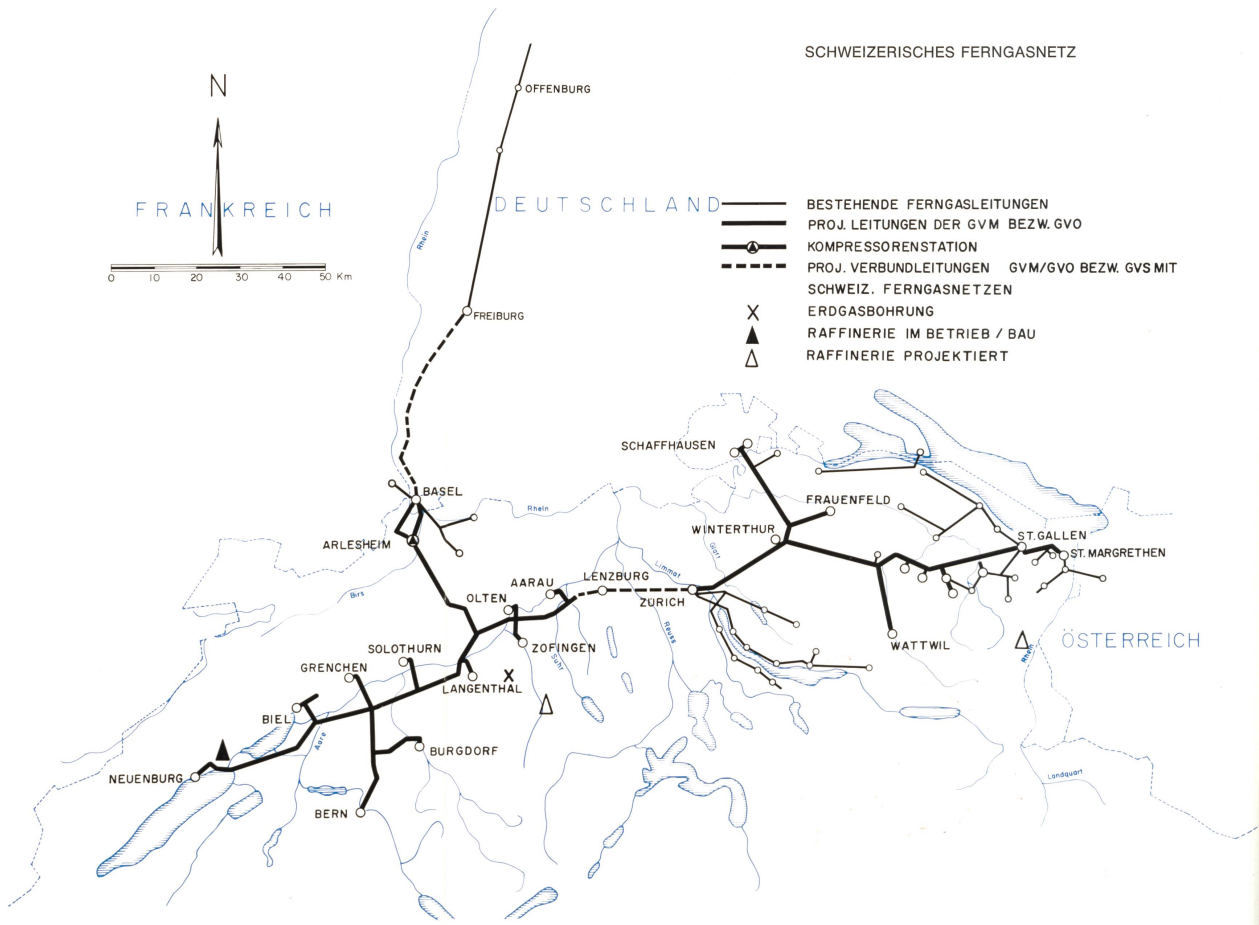 SCHWEIZERISCHES FERNGASNETZ
N
OFFENBURG
FRANKREICH
DEUTSCHLAND
Rhein
0 10 20 30 40 50 Km
BESTEHENDE FERNGASLEITUNGEN
PROJ. LEITUNGEN DER GVM BEZW. GVO
KOMPRESSORENSTATION
PROJ. VERBUNDLEITUNGEN GVM/GVO BEZW. GVS MIT
SCHWEIZ. FERNGASNETZEN
ERDGASBOHRUNG
RAFFINERIE IM BETRIEB / BAU
RAFFINERIE PROJEKTIERT
FREIBURG
SCHAFFHAUSEN
BASEL
FRAUENFELD
Rhein
WINTERTHUR
ARLESHEIM
ST. GALLEN
ST. MARGRETHEN
Glatt
Limmat
AARAU
LENZBURG
Birs
OLTEN
ZÜRICH
Reuss
ZOFINGEN
WATTWIL
ÖSTERREICH
Rhein
SOLOTHURN
Suhr
GRENCHEN
LANGENTHAL
BIEL
Aare
BURGDORF
NEUENBURG
Landquart
BERN